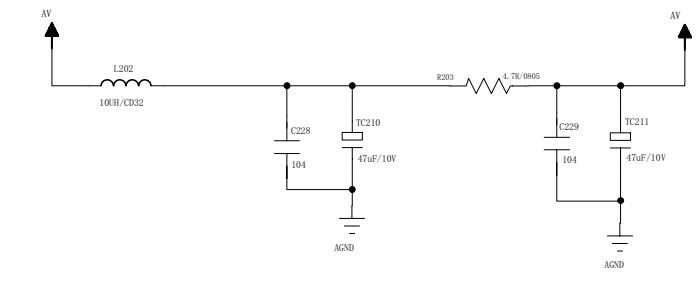 AV
AV
L202
10UH/CD32
R203
4.7R/0805
C228
104
TC210
47uF/10V
AGND
C229
104
TC211
47uF/10V
AGND